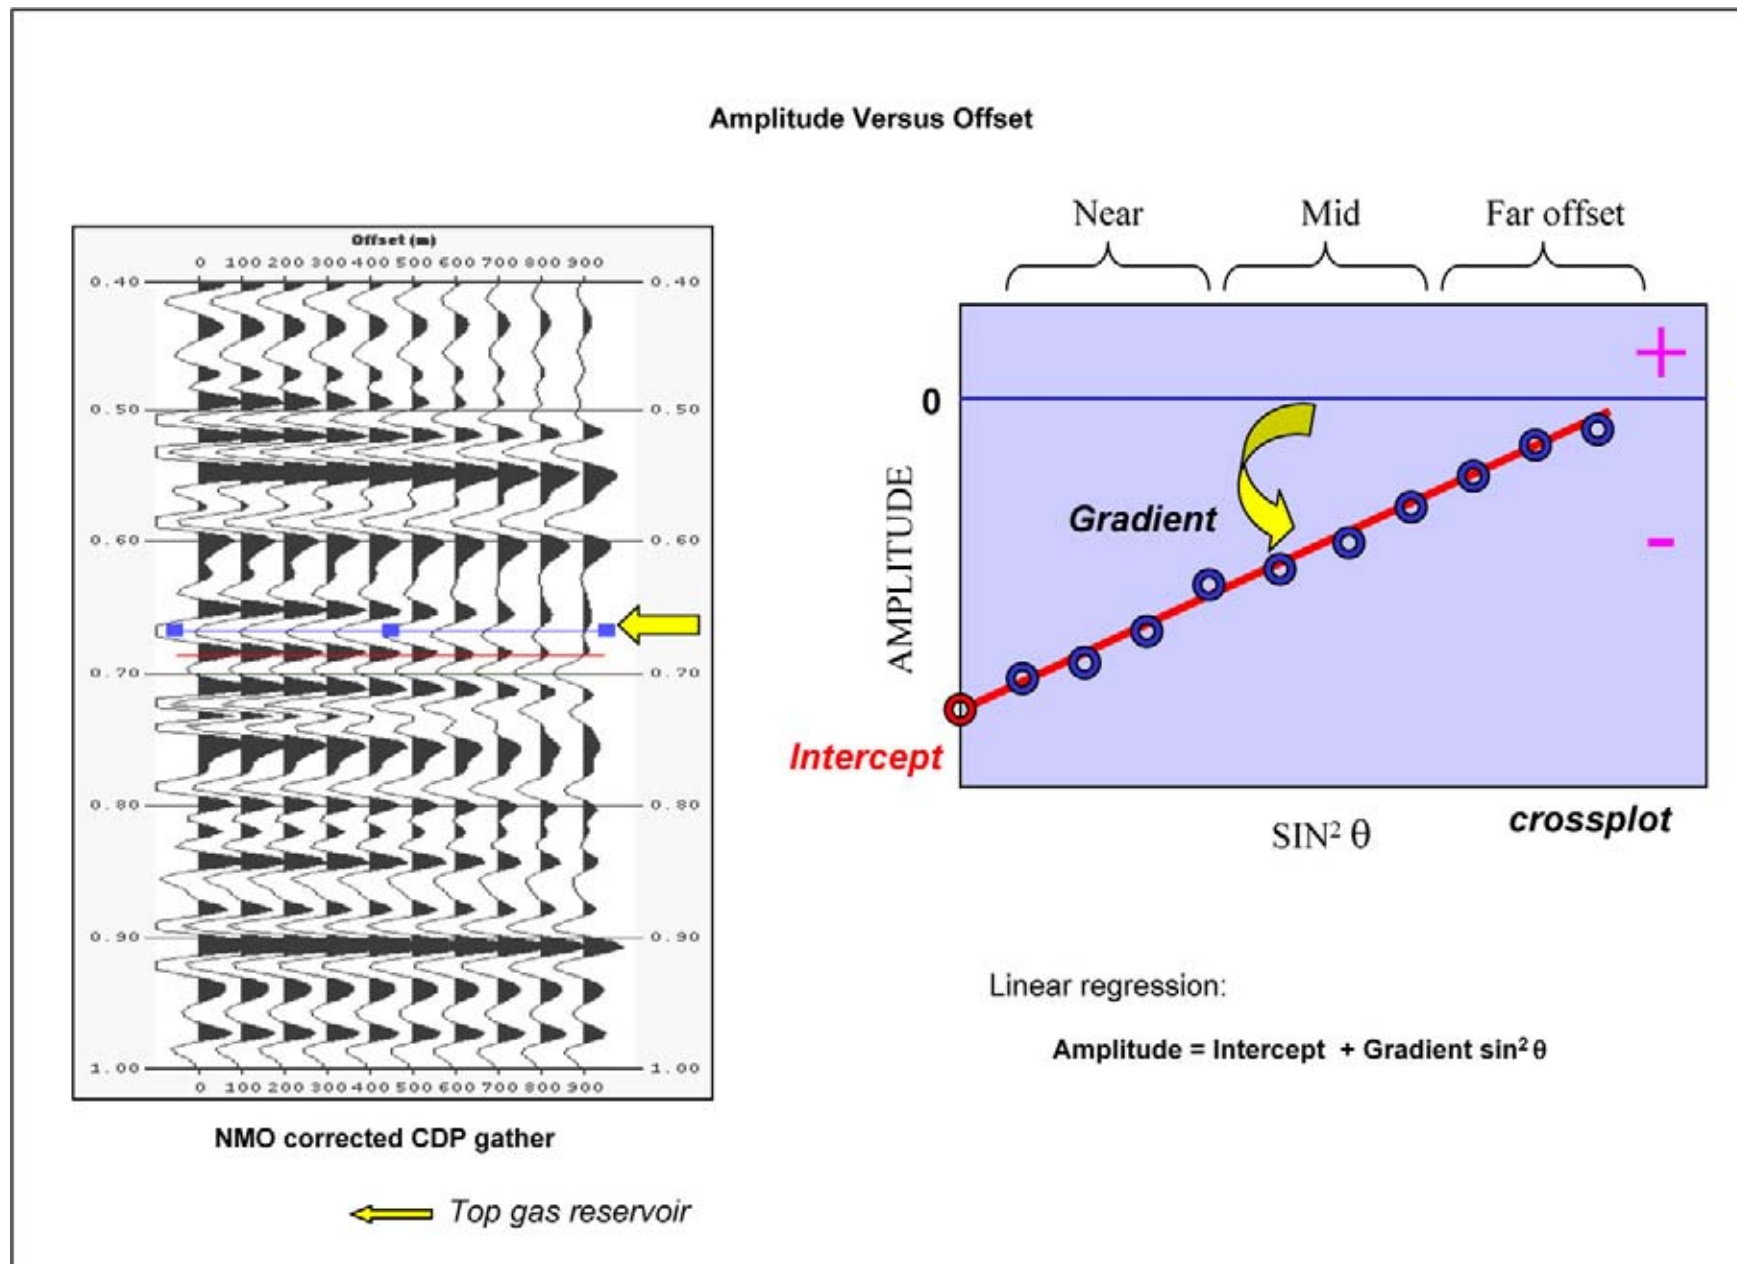 Amplitude Versus Offset
Offset (m)
0 100 200 300 400 500 600 700 800 900
0.40 0.40
0.50 0.50
0.60 0.60
0.70 0.70
0.80 0.80
0.90 0.90
1.00 1.00
0 100 200 300 400 500 600 700 800 900
NMO corrected CDP gather
Top gas reservoir
Near Mid Far offset
+
0
AMPLITUDE
Gradient
-
Intercept
SIN² θ
crossplot
Linear regression:
Amplitude = Intercept + Gradient sin² θ